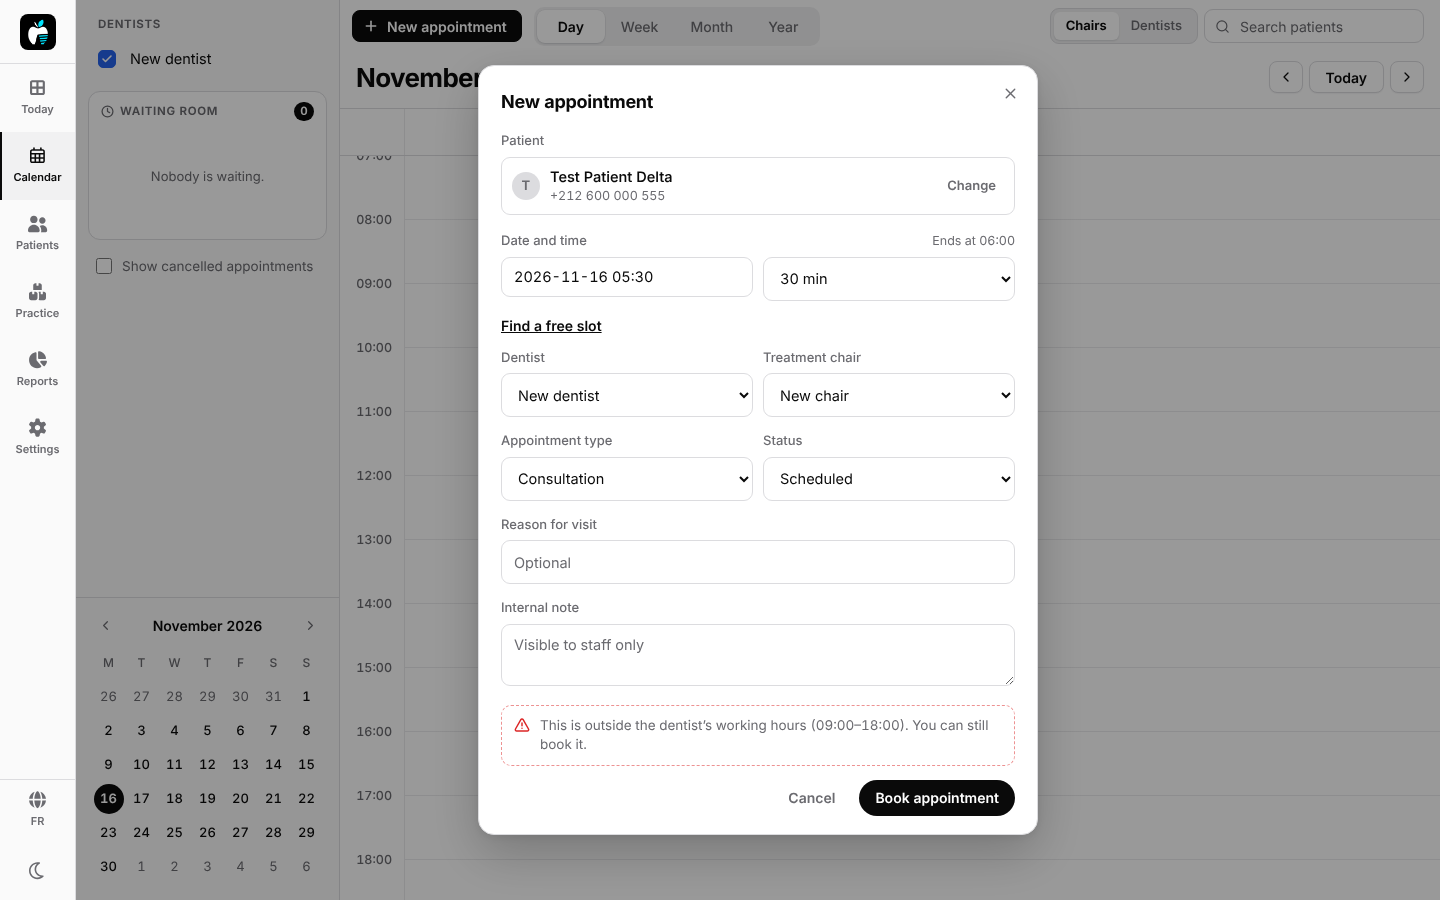 DENTISTS
New dentist
WAITING ROOM
0
Nobody is waiting.
Show cancelled appointments
Today
Calendar
Patients
Practice
Reports
Settings
FR
November 2026
M T W T F S S
26 27 28 29 30 31 1
2 3 4 5 6 7 8
9 10 11 12 13 14 15
16 17 18 19 20 21 22
23 24 25 26 27 28 29
30 1 2 3 4 5 6
New appointment
Day Week Month Year
Chairs Dentists
Search patients
November
Today
07:00
08:00
09:00
10:00
11:00
12:00
13:00
14:00
15:00
16:00
17:00
18:00
New appointment
Patient
T
Test Patient Delta
+212 600 000 555
Change
Date and time
Ends at 06:00
2026-11-16 05:30
30 min
Find a free slot
Dentist
Treatment chair
New dentist
New chair
Appointment type
Status
Consultation
Scheduled
Reason for visit
Optional
Internal note
Visible to staff only
This is outside the dentist’s working hours (09:00–18:00). You can still
book it.
Cancel
Book appointment